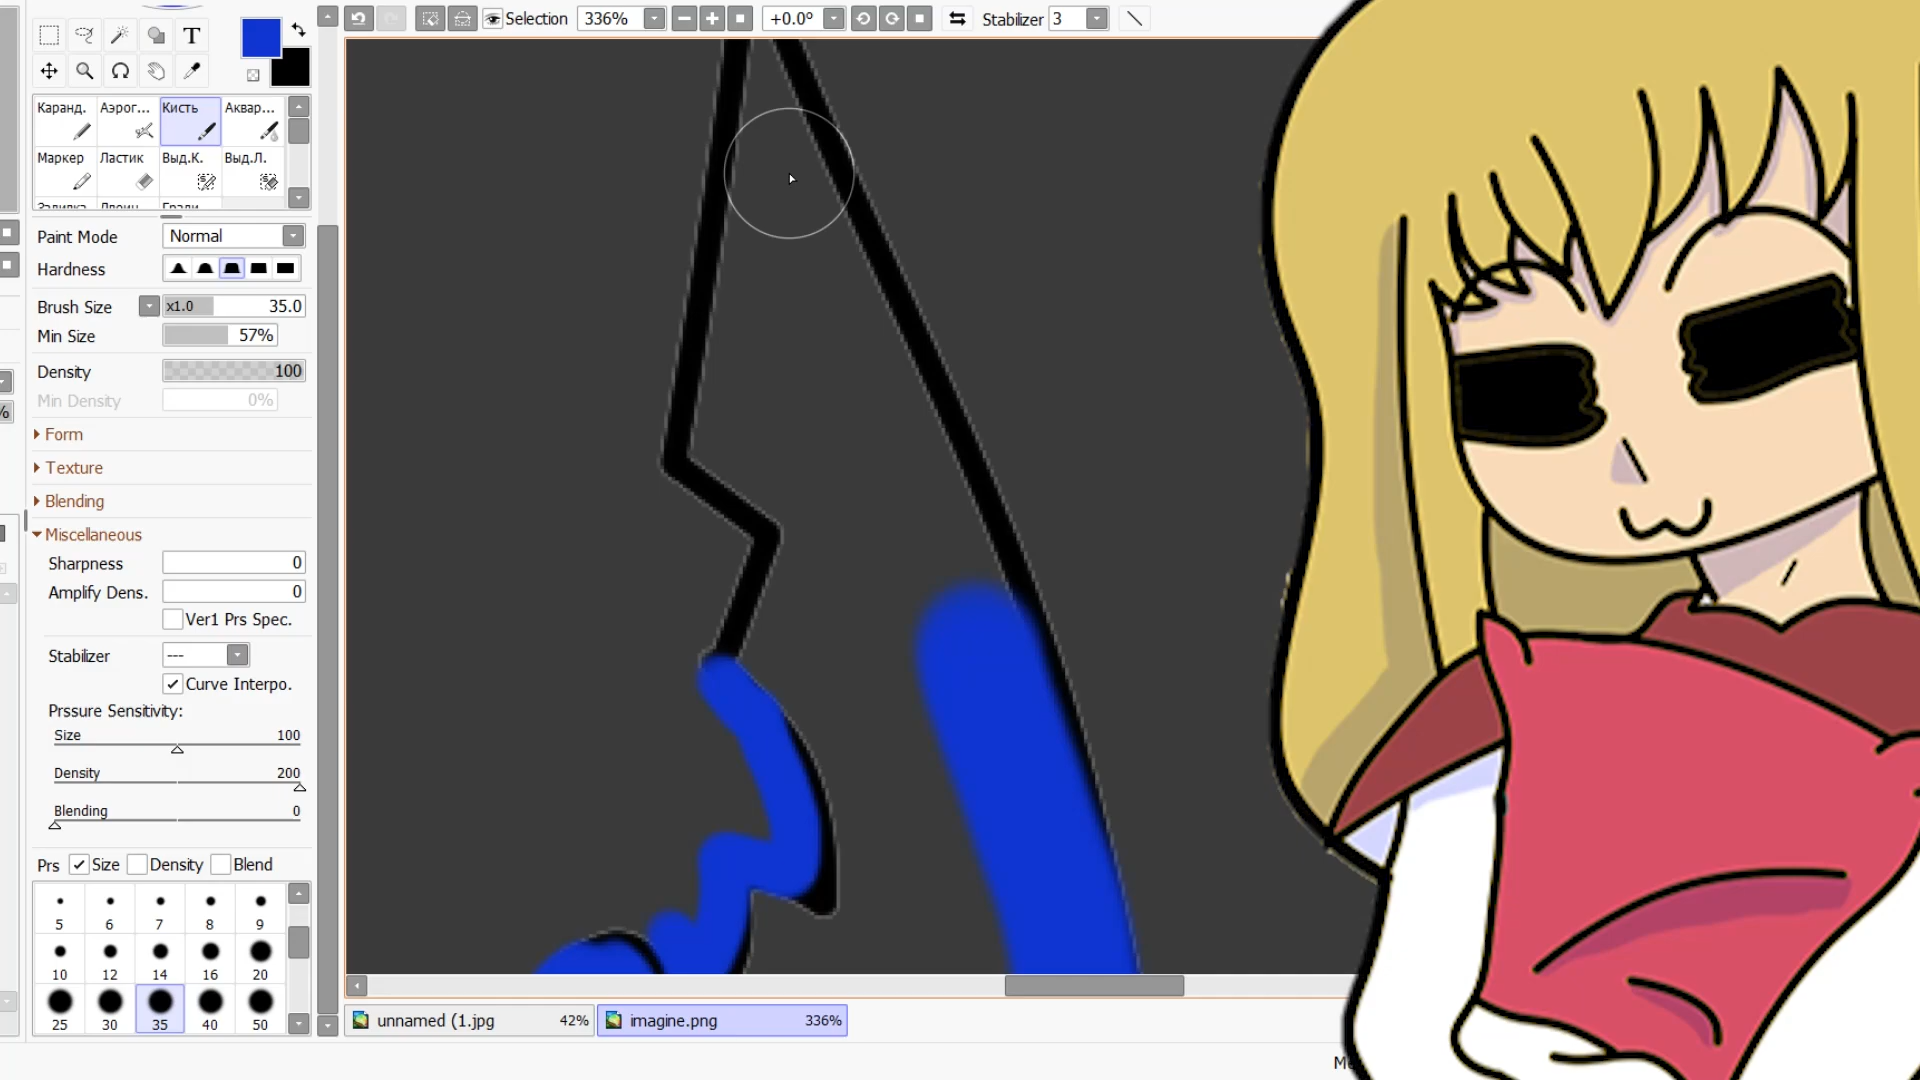 Selection 336% +0.0° Stabilizer 3
T
Каранд. Аэрог... Кисть Аквар...
Маркер Ластик Выд.К. Выд.Л.
Paint Mode Normal
Hardness
Brush Size x1.0 35.0
Min Size 57%
Density 100
Min Density 0%
%
Form
Texture
Blending
Miscellaneous
Sharpness 0
Amplify Dens. 0
Ver1 Prs Spec.
Stabilizer ---
Curve Interpo.
Prssure Sensitivity:
Size 100
Density 200
Blending 0
Prs Size Density Blend
5 6 7 8 9
10 12 14 16 20
25 30 35 40 50
unnamed (1.jpg 42% imagine.png 336%